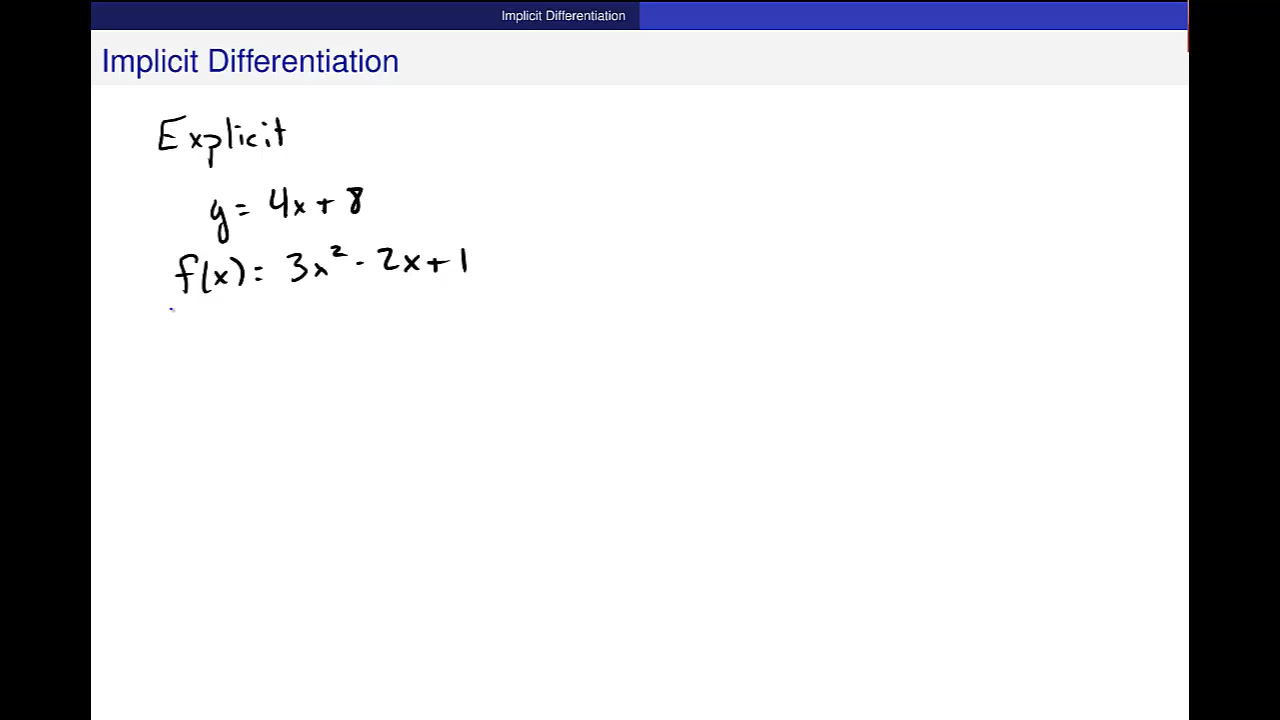 Implicit Differentiation
Implicit Differentiation
Explicit
y = 4x + 8
f(x) = 3x² - 2x + 1